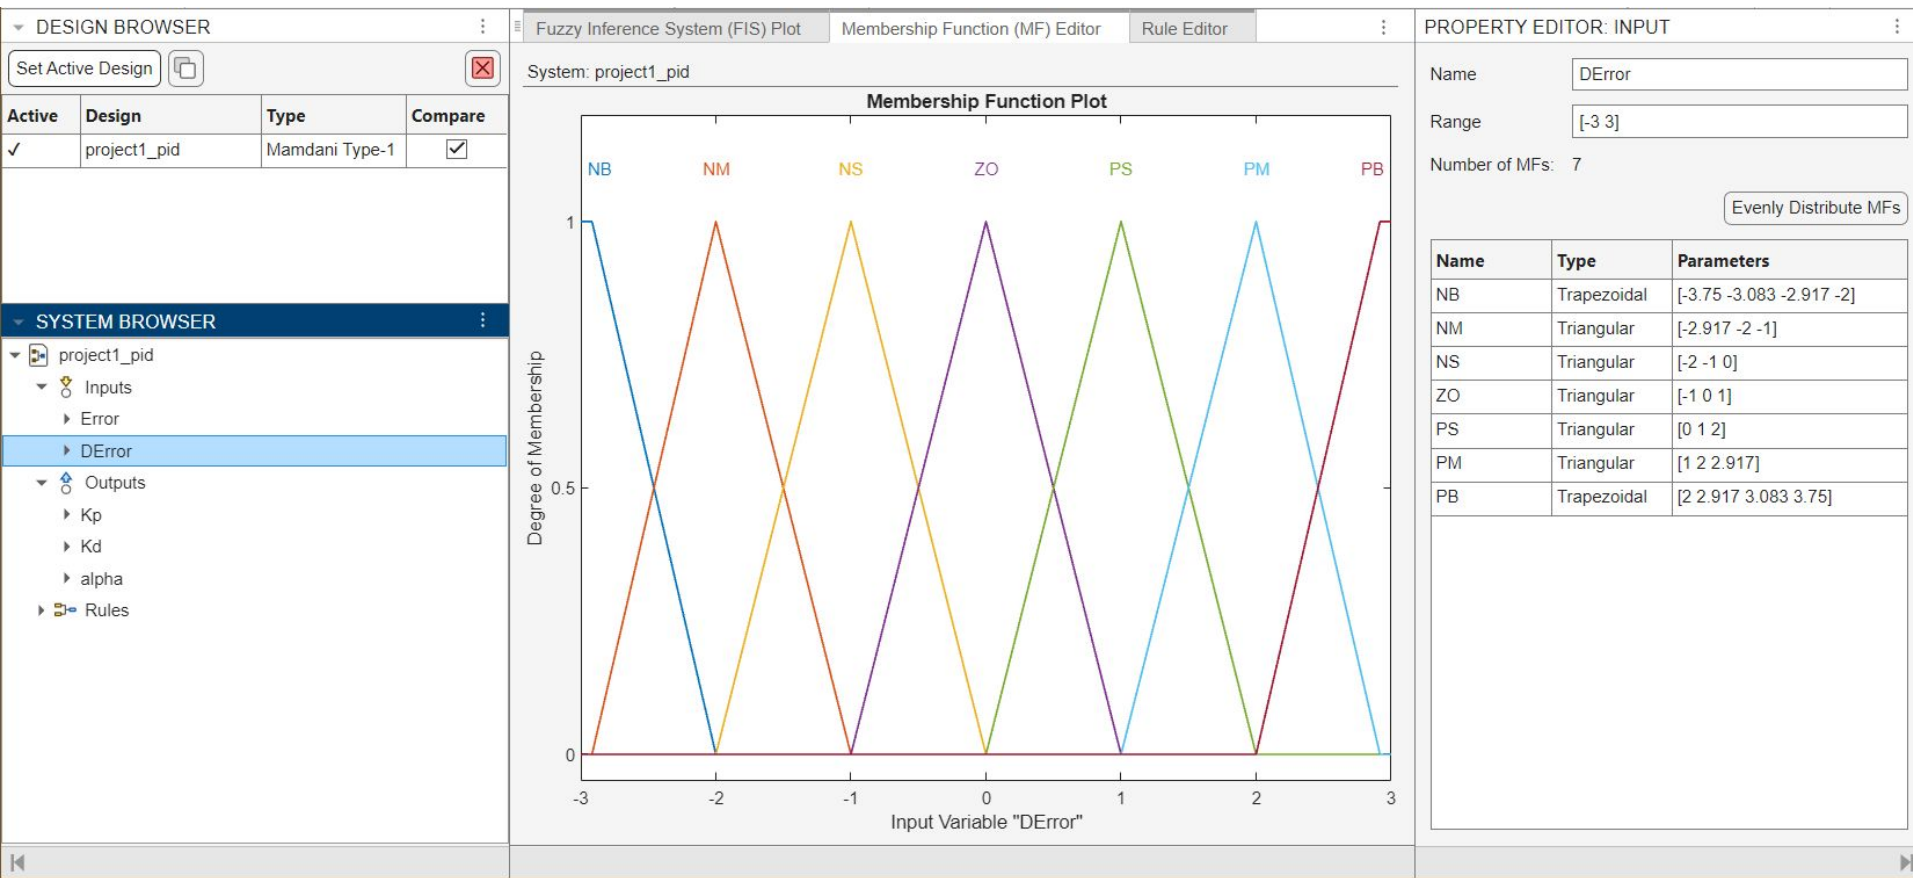 DESIGN BROWSER
Set Active Design
Active Design Type Compare
project1_pid Mamdani Type-1
SYSTEM BROWSER
project1_pid
Inputs
Error
DError
Outputs
Kp
Kd
alpha
Rules
Fuzzy Inference System (FIS) Plot Membership Function (MF) Editor Rule Editor
System: project1_pid
Membership Function Plot
NB NM NS ZO PS PM PB
1
0.5
0
Degree of Membership
-3 -2 -1 0 1 2 3
Input Variable "DError"
PROPERTY EDITOR: INPUT
Name DError
Range [-3 3]
Number of MFs: 7
Evenly Distribute MFs
Name Type Parameters
NB Trapezoidal [-3.75 -3.083 -2.917 -2]
NM Triangular [-2.917 -2 -1]
NS Triangular [-2 -1 0]
ZO Triangular [-1 0 1]
PS Triangular [0 1 2]
PM Triangular [1 2 2.917]
PB Trapezoidal [2 2.917 3.083 3.75]